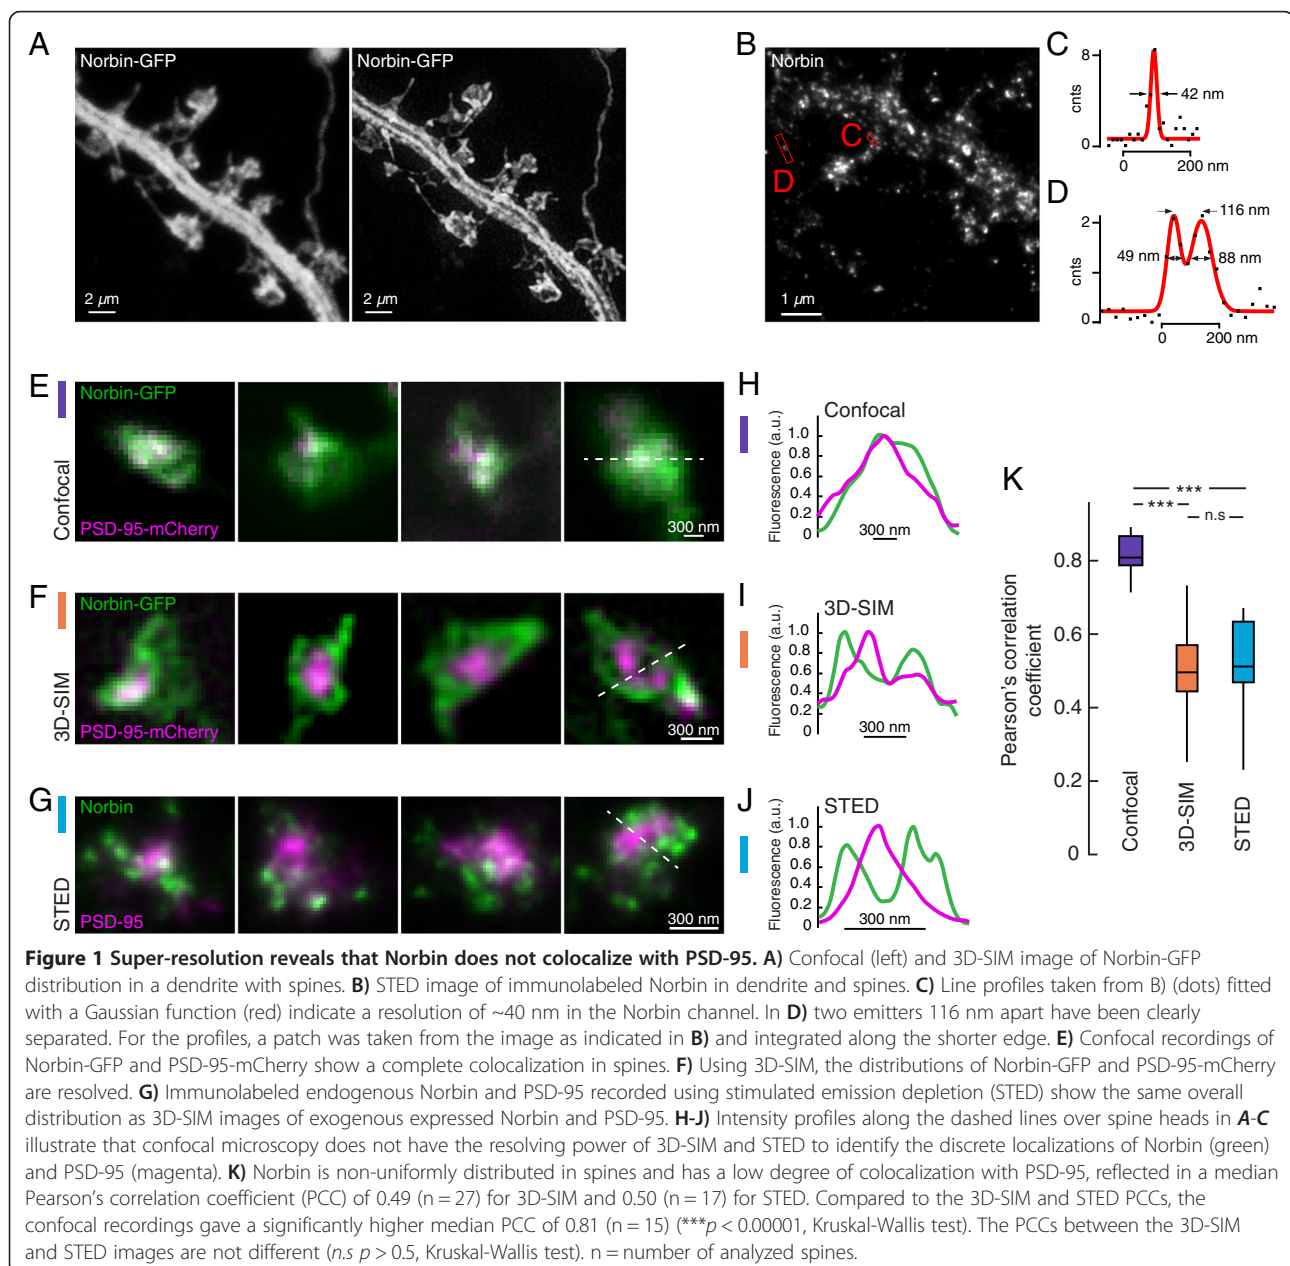 A
Norbin-GFP
Norbin-GFP
2 µm
2 µm
B
Norbin
C
D
1 µm
C
8
cnts
42 nm
0
0
200 nm
D
116 nm
2
cnts
49 nm
88 nm
0
0
200 nm
E
Norbin-GFP
Confocal
PSD-95-mCherry
300 nm
H
Confocal
Fluorescence (a.u.)
1.0
0.8
0.6
0.4
0.2
0
300 nm
F
Norbin-GFP
3D-SIM
PSD-95-mCherry
300 nm
I
3D-SIM
Fluorescence (a.u.)
1.0
0.8
0.6
0.4
0.2
0
300 nm
G
Norbin
STED
PSD-95
300 nm
J
STED
Fluorescence (a.u.)
1.0
0.8
0.6
0.4
0.2
0
300 nm
K
***
***
n.s
Pearson's correlation
coefficient
0.8
0.6
0.4
0.2
0
Confocal
3D-SIM
STED
Figure 1 Super-resolution reveals that Norbin does not colocalize with PSD-95. A) Confocal (left) and 3D-SIM image of Norbin-GFP
distribution in a dendrite with spines. B) STED image of immunolabeled Norbin in dendrite and spines. C) Line profiles taken from B) (dots) fitted
with a Gaussian function (red) indicate a resolution of ~40 nm in the Norbin channel. In D) two emitters 116 nm apart have been clearly
separated. For the profiles, a patch was taken from the image as indicated in B) and integrated along the shorter edge. E) Confocal recordings of
Norbin-GFP and PSD-95-mCherry show a complete colocalization in spines. F) Using 3D-SIM, the distributions of Norbin-GFP and PSD-95-mCherry
are resolved. G) Immunolabeled endogenous Norbin and PSD-95 recorded using stimulated emission depletion (STED) show the same overall
distribution as 3D-SIM images of exogenous expressed Norbin and PSD-95. H-J) Intensity profiles along the dashed lines over spine heads in A-C
illustrate that confocal microscopy does not have the resolving power of 3D-SIM and STED to identify the discrete localizations of Norbin (green)
and PSD-95 (magenta). K) Norbin is non-uniformly distributed in spines and has a low degree of colocalization with PSD-95, reflected in a median
Pearson's correlation coefficient (PCC) of 0.49 (n = 27) for 3D-SIM and 0.50 (n = 17) for STED. Compared to the 3D-SIM and STED PCCs, the
confocal recordings gave a significantly higher median PCC of 0.81 (n = 15) (***p < 0.00001, Kruskal-Wallis test). The PCCs between the 3D-SIM
and STED images are not different (n.s p > 0.5, Kruskal-Wallis test). n = number of analyzed spines.